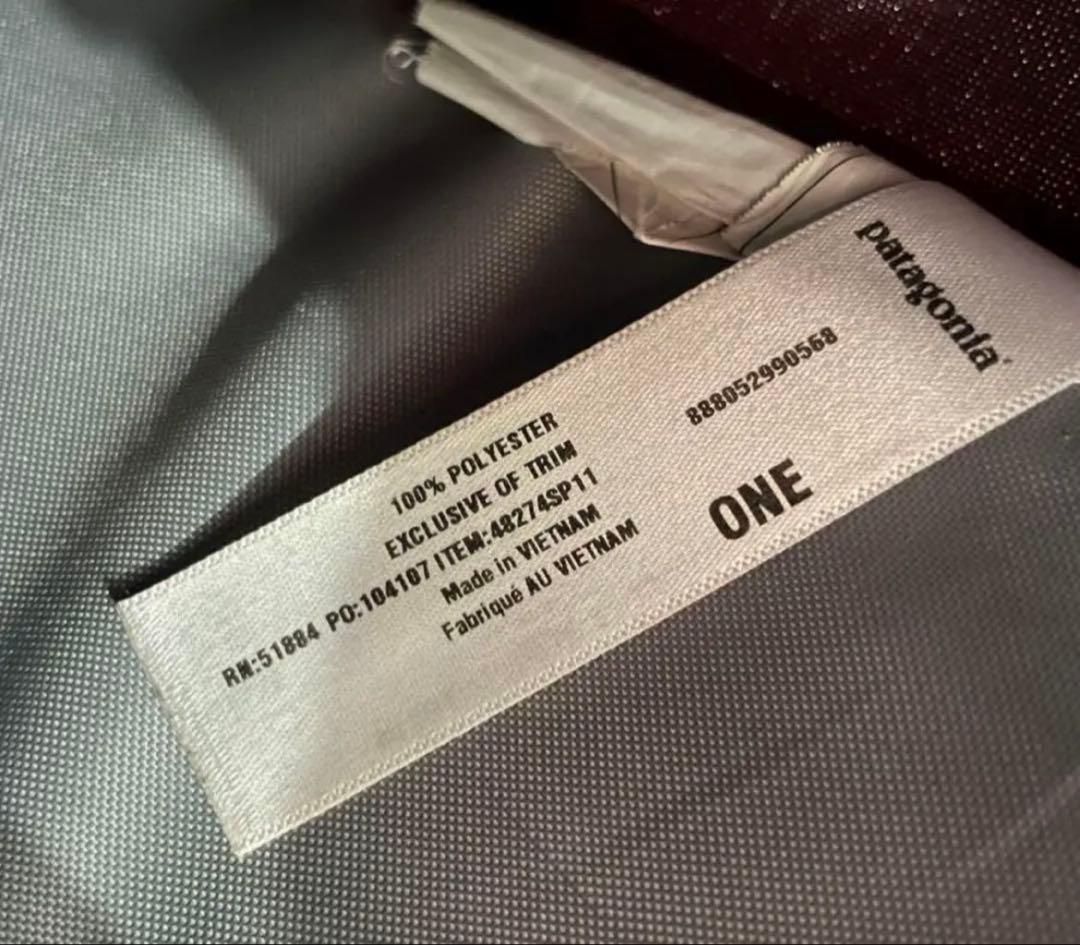 patagonia®
888052990568
ONE
100% POLYESTER
EXCLUSIVE OF TRIM
RN:51884 PO:104107 ITEM:48274SP11
Made in VIETNAM
Fabriqué AU VIETNAM